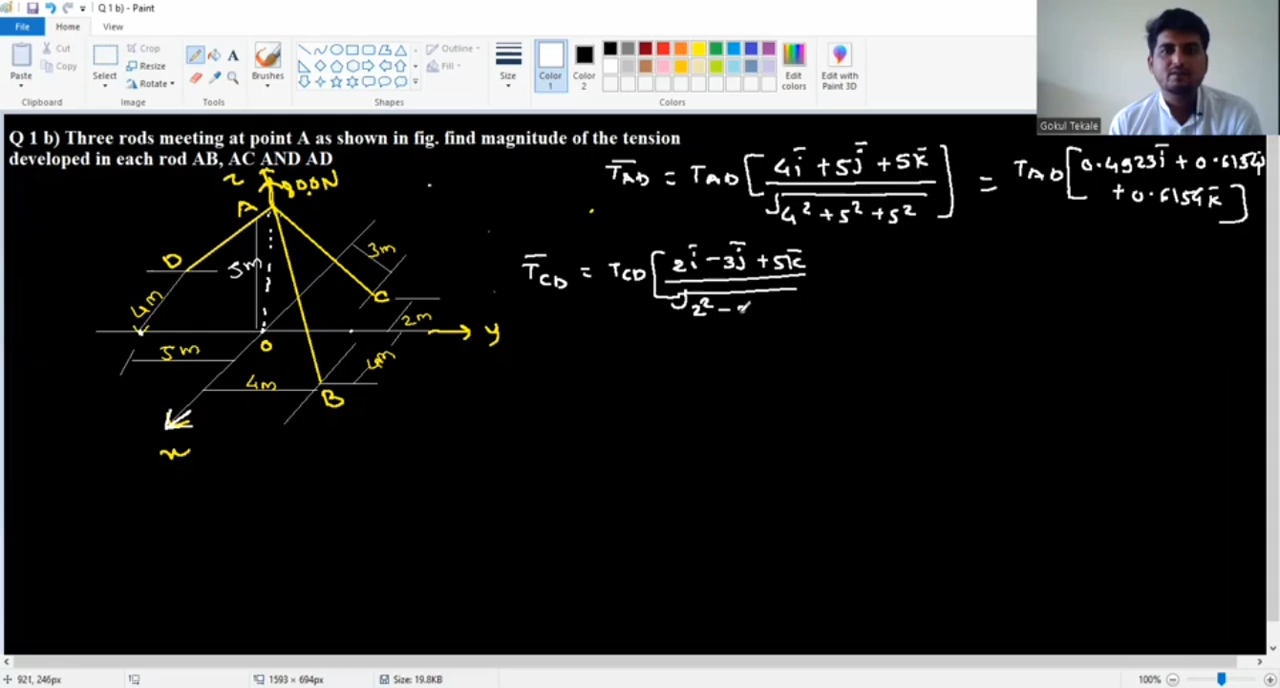 Q 1 b) - Paint
File Home View
Paste Cut Copy Clipboard
Select Crop Resize Rotate Image
A Tools
Brushes
Shapes Outline Fill
Size
Color 1 Color 2 Colors
Edit colors
Edit with Paint 3D
Gokul Tekale
Q 1 b) Three rods meeting at point A as shown in fig. find magnitude of the tension
developed in each rod AB, AC AND AD
z 800N
A
D
5m
3m
C
4m
2m
O
y
5m
4m
4m
B
x
T̄AD = TAD [ 4ī + 5j̄ + 5k̄ / √4² + 5² + 5² ] = TAD [ 0.4923ī + 0.6154j̄
+ 0.6154k̄ ]
T̄CD = TCD [ 2ī - 3j̄ + 5k̄
√2² -
921, 246px 1593 × 694px Size: 19.8KB 100%